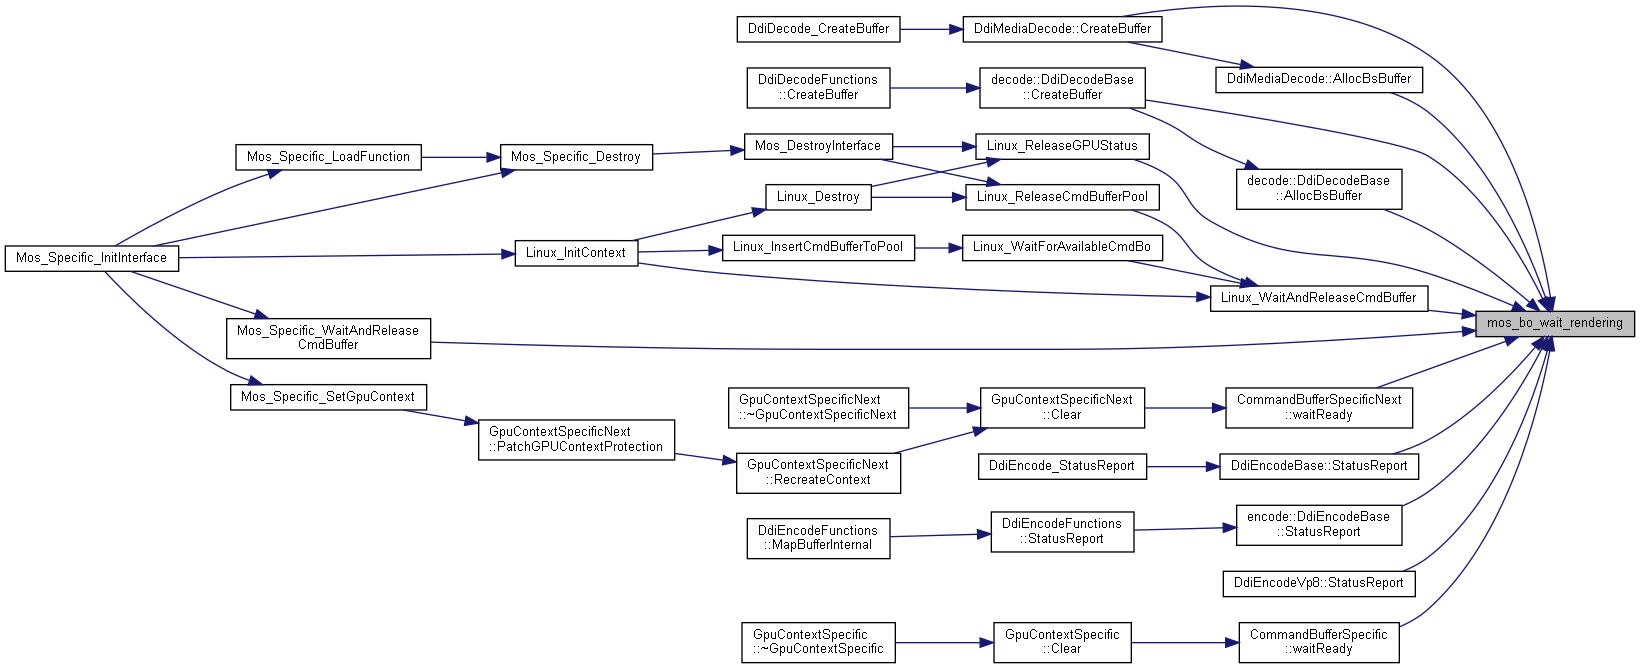 DdiDecode_CreateBuffer
DdiMediaDecode::CreateBuffer
DdiMediaDecode::AllocBsBuffer
DdiDecodeFunctions
::CreateBuffer
decode::DdiDecodeBase
::CreateBuffer
Mos_Specific_LoadFunction
Mos_Specific_Destroy
Mos_DestroyInterface
Linux_ReleaseGPUStatus
decode::DdiDecodeBase
::AllocBsBuffer
Linux_Destroy
Linux_ReleaseCmdBufferPool
Mos_Specific_InitInterface
Linux_InitContext
Linux_InsertCmdBufferToPool
Linux_WaitForAvailableCmdBo
Linux_WaitAndReleaseCmdBuffer
mos_bo_wait_rendering
Mos_Specific_WaitAndRelease
CmdBuffer
Mos_Specific_SetGpuContext
GpuContextSpecificNext
::~GpuContextSpecificNext
GpuContextSpecificNext
::Clear
CommandBufferSpecificNext
::waitReady
GpuContextSpecificNext
::PatchGPUContextProtection
GpuContextSpecificNext
::RecreateContext
DdiEncode_StatusReport
DdiEncodeBase::StatusReport
DdiEncodeFunctions
::MapBufferInternal
DdiEncodeFunctions
::StatusReport
encode::DdiEncodeBase
::StatusReport
DdiEncodeVp8::StatusReport
GpuContextSpecific
::~GpuContextSpecific
GpuContextSpecific
::Clear
CommandBufferSpecific
::waitReady